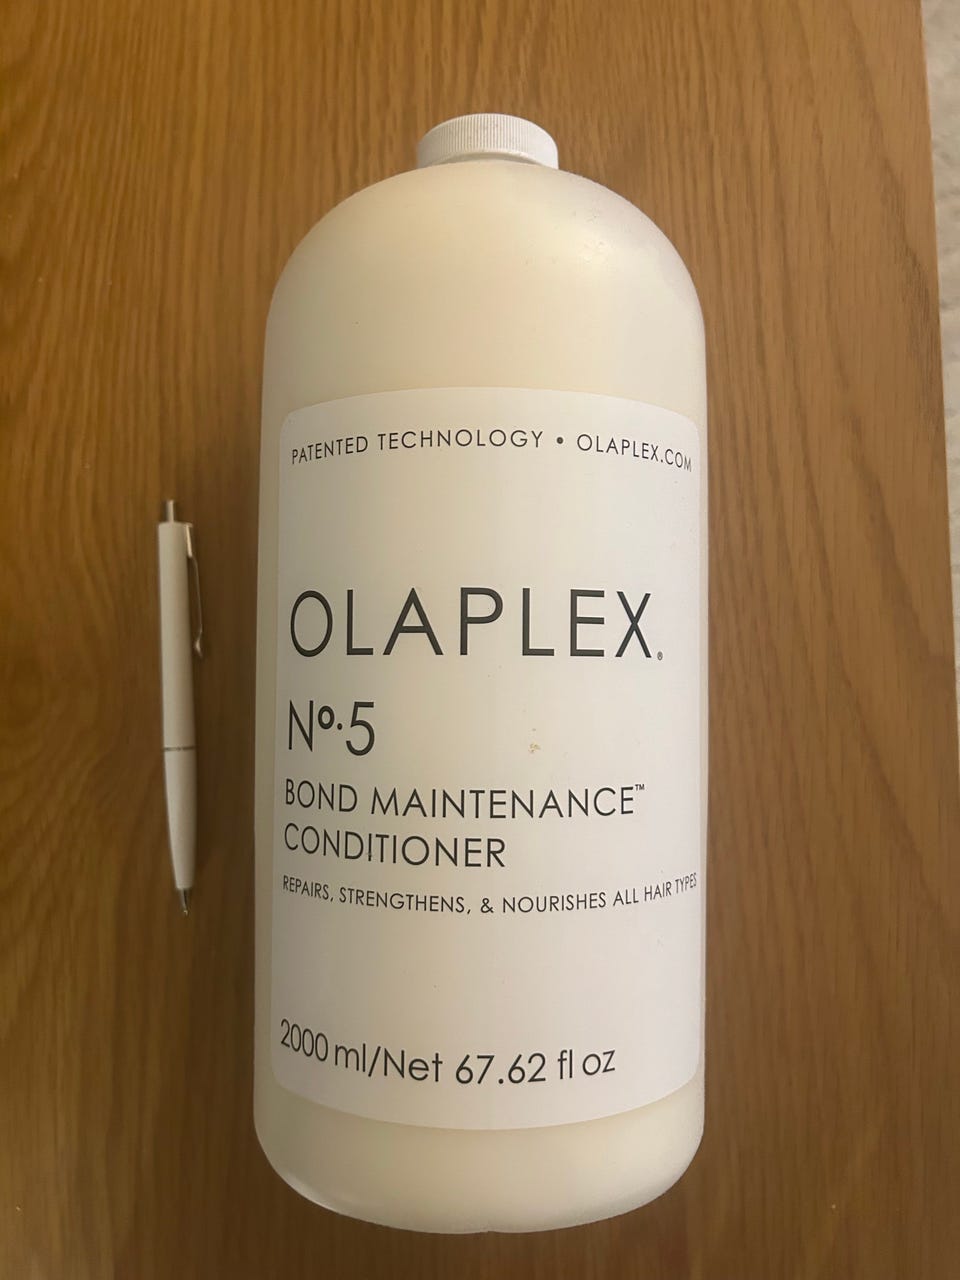 PATENTED TECHNOLOGY • OLAPLEX.COM
OLAPLEX®
Nº.5
BOND MAINTENANCE™
CONDITIONER
REPAIRS, STRENGTHENS, & NOURISHES ALL HAIR TYPES
2000 ml/Net 67.62 fl oz